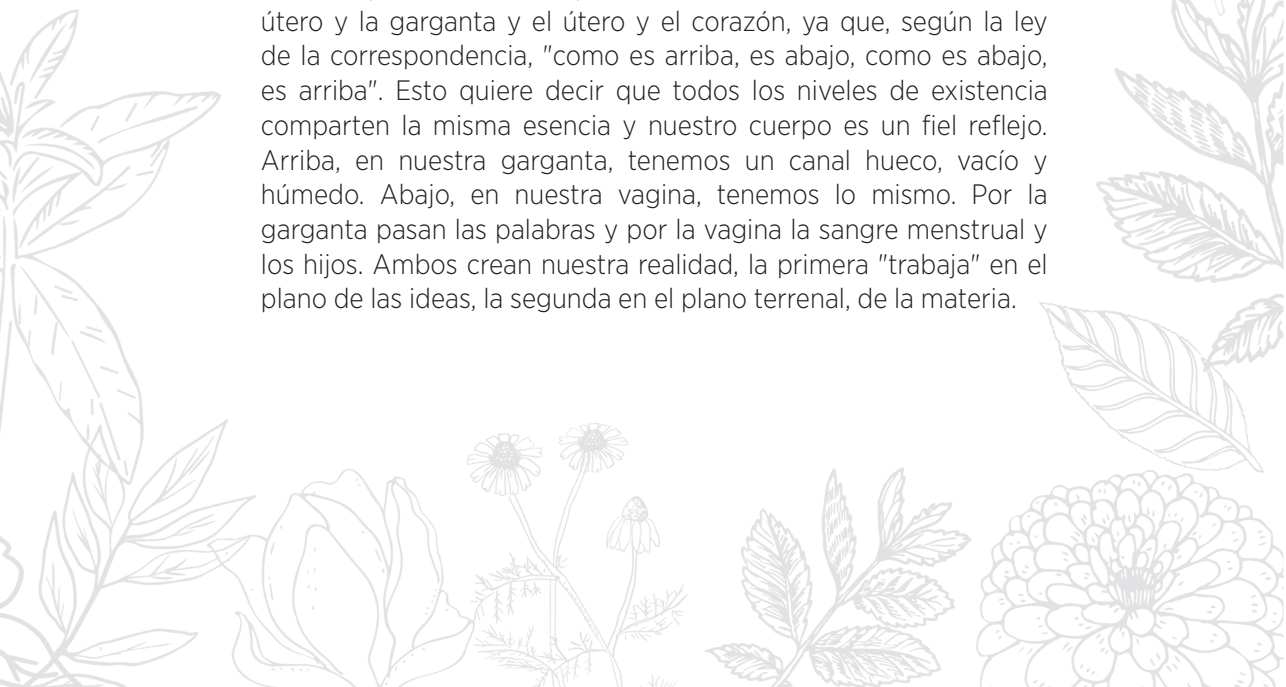 útero y la garganta y el útero y el corazón, ya que, según la ley
de la correspondencia, "como es arriba, es abajo, como es abajo,
es arriba". Esto quiere decir que todos los niveles de existencia
comparten la misma esencia y nuestro cuerpo es un fiel reflejo.
Arriba, en nuestra garganta, tenemos un canal hueco, vacío y
húmedo. Abajo, en nuestra vagina, tenemos lo mismo. Por la
garganta pasan las palabras y por la vagina la sangre menstrual y
los hijos. Ambos crean nuestra realidad, la primera "trabaja" en el
plano de las ideas, la segunda en el plano terrenal, de la materia.